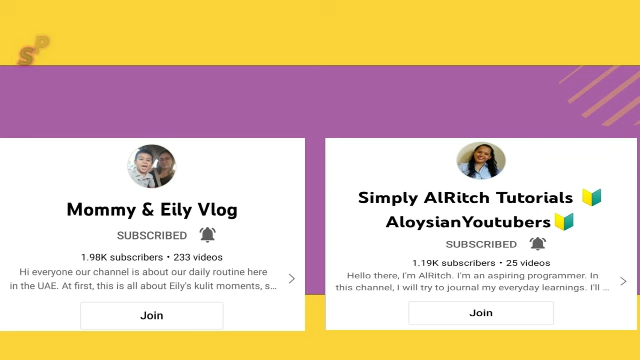 SP
Mommy & Eily Vlog
SUBSCRIBED
1.98K subscribers • 233 videos
Hi everyone our channel is about our daily routine here
in the UAE. At first, this is all about Eily's kulit moments, s...
Join
Simply AlRitch Tutorials 🔰
AloysianYoutubers🔰
SUBSCRIBED
1.19K subscribers • 25 videos
Hello there, I'm AlRitch. I'm an aspiring programmer. In
this channel, I will try to journal my everyday learnings. I'll ...
Join